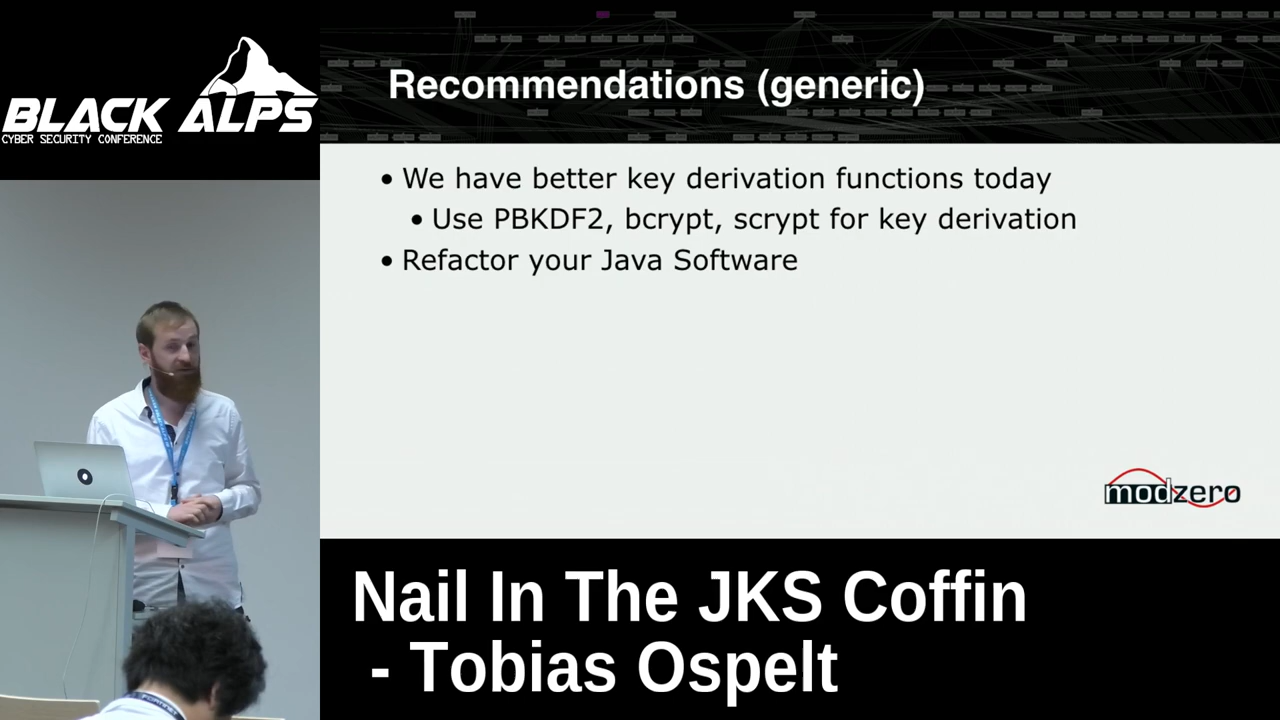 BLACK ALPS
CYBER SECURITY CONFERENCE
Recommendations (generic)
• We have better key derivation functions today
• Use PBKDF2, bcrypt, scrypt for key derivation
• Refactor your Java Software
modzero
Nail In The JKS Coffin
- Tobias Ospelt
FORTINET